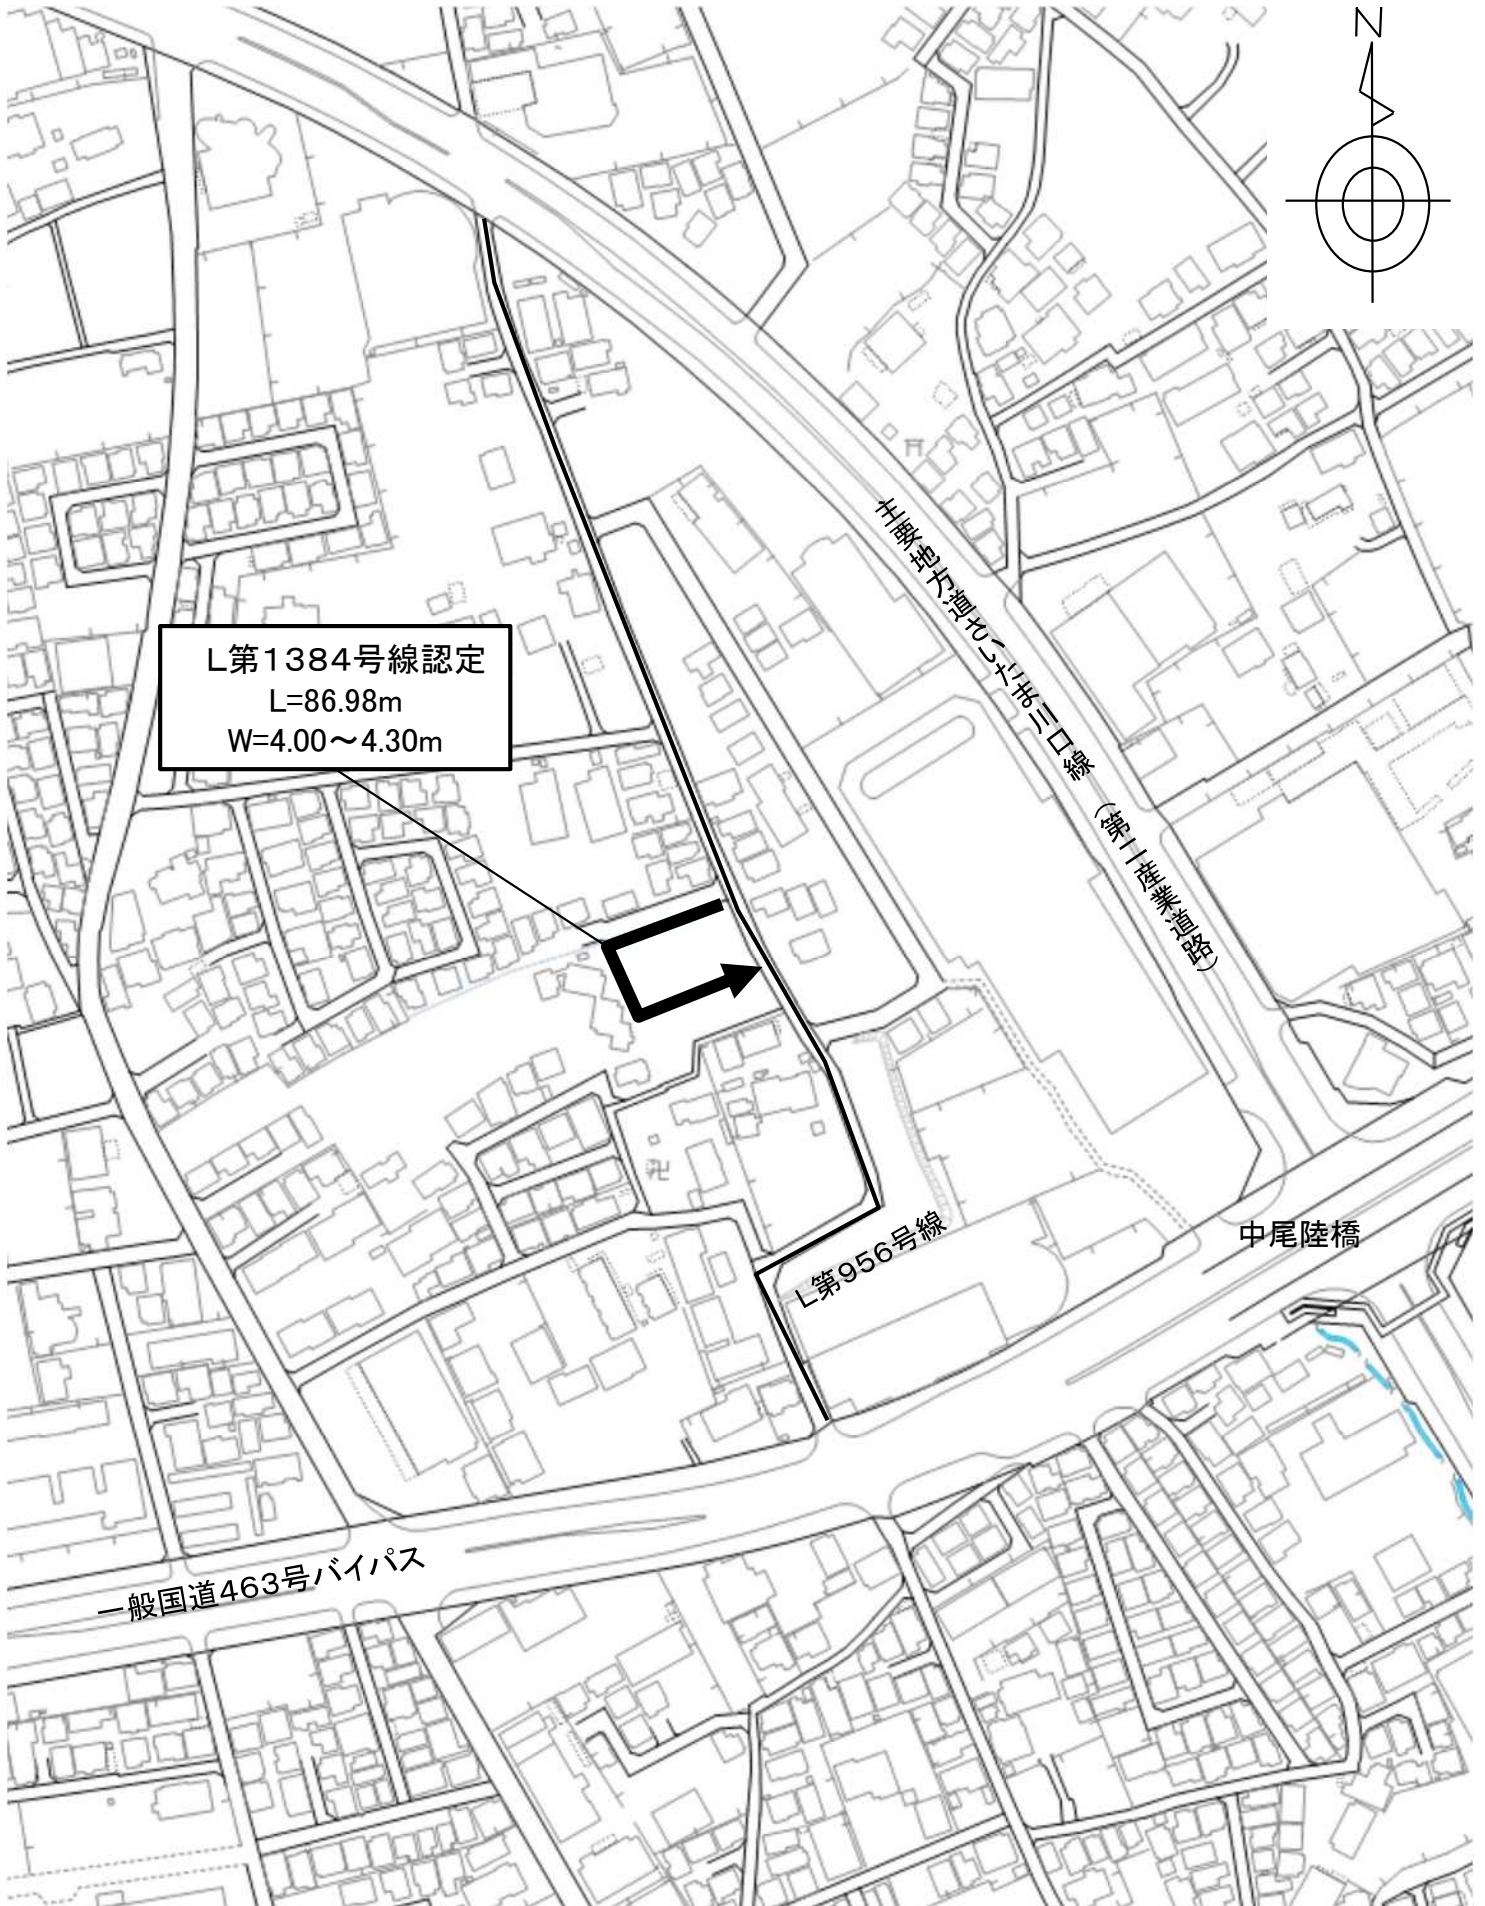 N
主要地方道さいたま川口線 （第二産業道路）
L第1384号線認定
L=86.98m
W=4.00～4.30m
L第956号線
中尾陸橋
一般国道463号バイパス